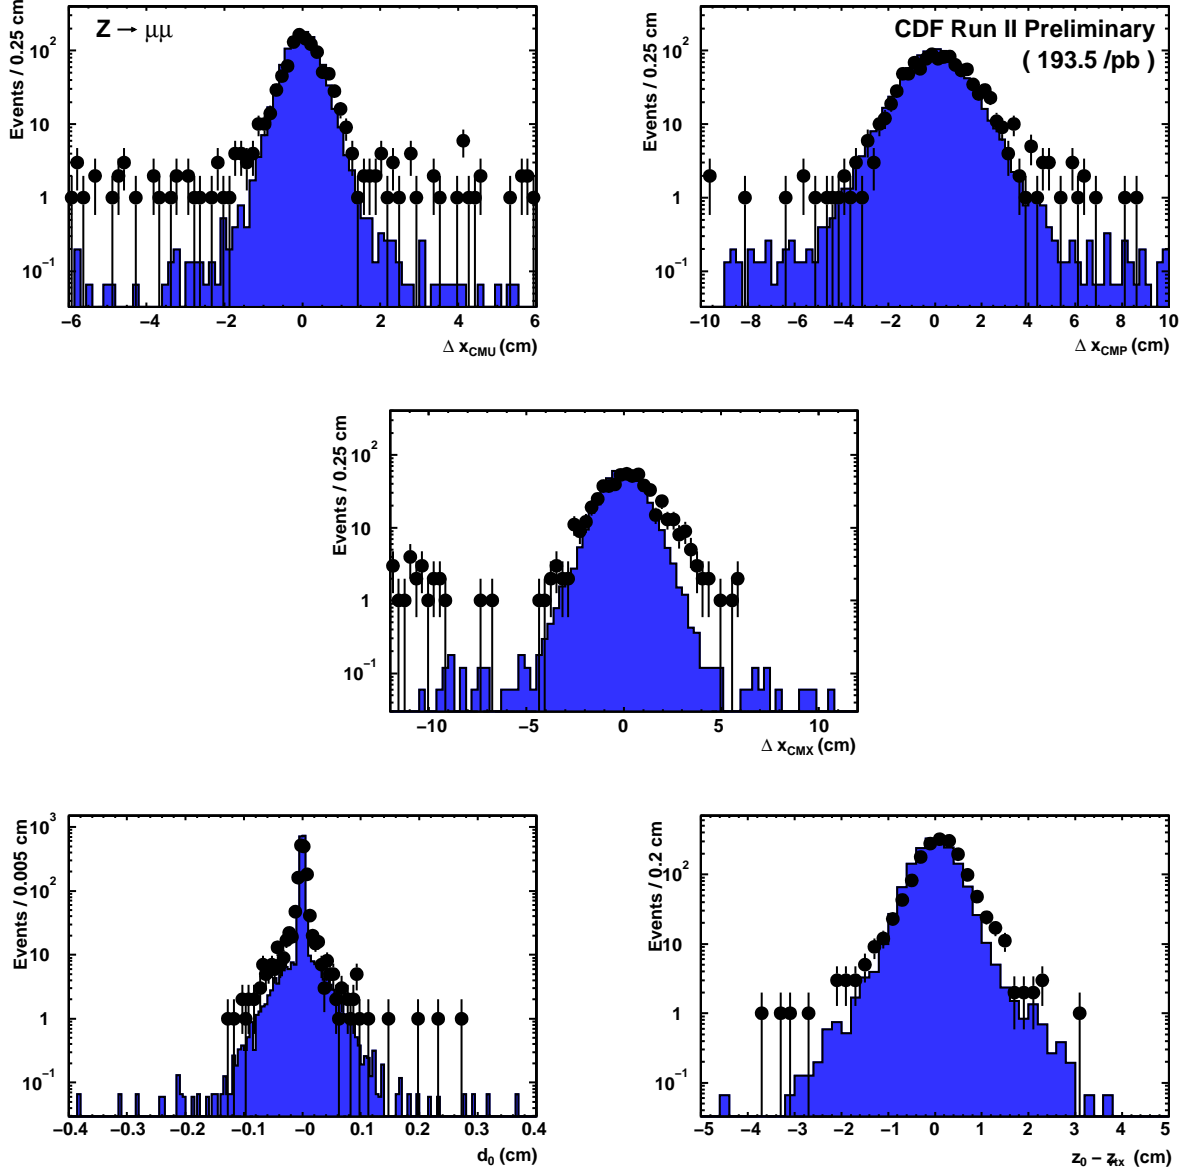 Z → μμ
Events / 0.25 cm
10²
10
1
10⁻¹
−6 −4 −2 0 2 4 6
Δ x_CMU (cm)
CDF Run II Preliminary
( 193.5 /pb )
Events / 0.25 cm
10²
10
1
10⁻¹
−10 −8 −6 −4 −2 0 2 4 6 8 10
Δ x_CMP (cm)
Events / 0.25 cm
10²
10
1
10⁻¹
−10 −5 0 5 10
Δ x_CMX (cm)
Events / 0.005 cm
10³
10²
10
1
10⁻¹
−0.4 −0.3 −0.2 −0.1 0 0.1 0.2 0.3 0.4
d₀ (cm)
Events / 0.2 cm
10²
10
1
10⁻¹
−5 −4 −3 −2 −1 0 1 2 3 4 5